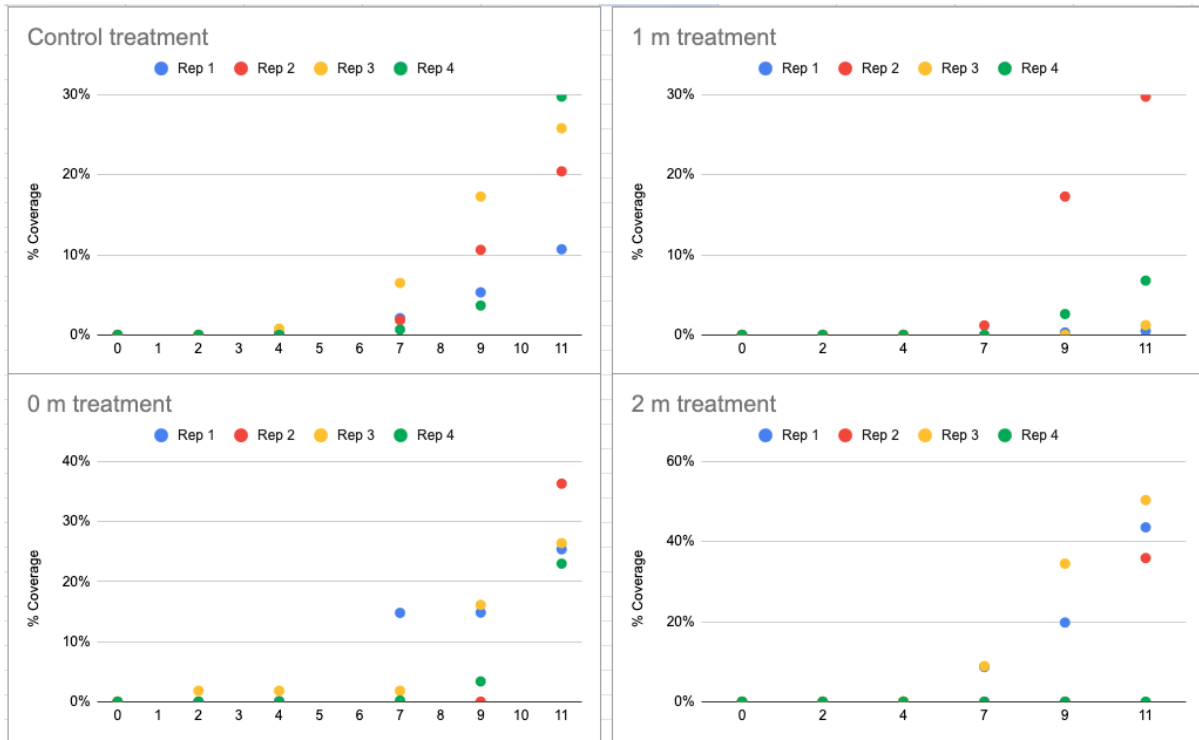 Control treatment
Rep 1 Rep 2 Rep 3 Rep 4
% Coverage
30%
20%
10%
0%
0 1 2 3 4 5 6 7 8 9 10 11
1 m treatment
Rep 1 Rep 2 Rep 3 Rep 4
% Coverage
30%
20%
10%
0%
0 2 4 7 9 11
0 m treatment
Rep 1 Rep 2 Rep 3 Rep 4
% Coverage
40%
30%
20%
10%
0%
0 1 2 3 4 5 6 7 8 9 10 11
2 m treatment
Rep 1 Rep 2 Rep 3 Rep 4
% Coverage
60%
40%
20%
0%
0 2 4 7 9 11